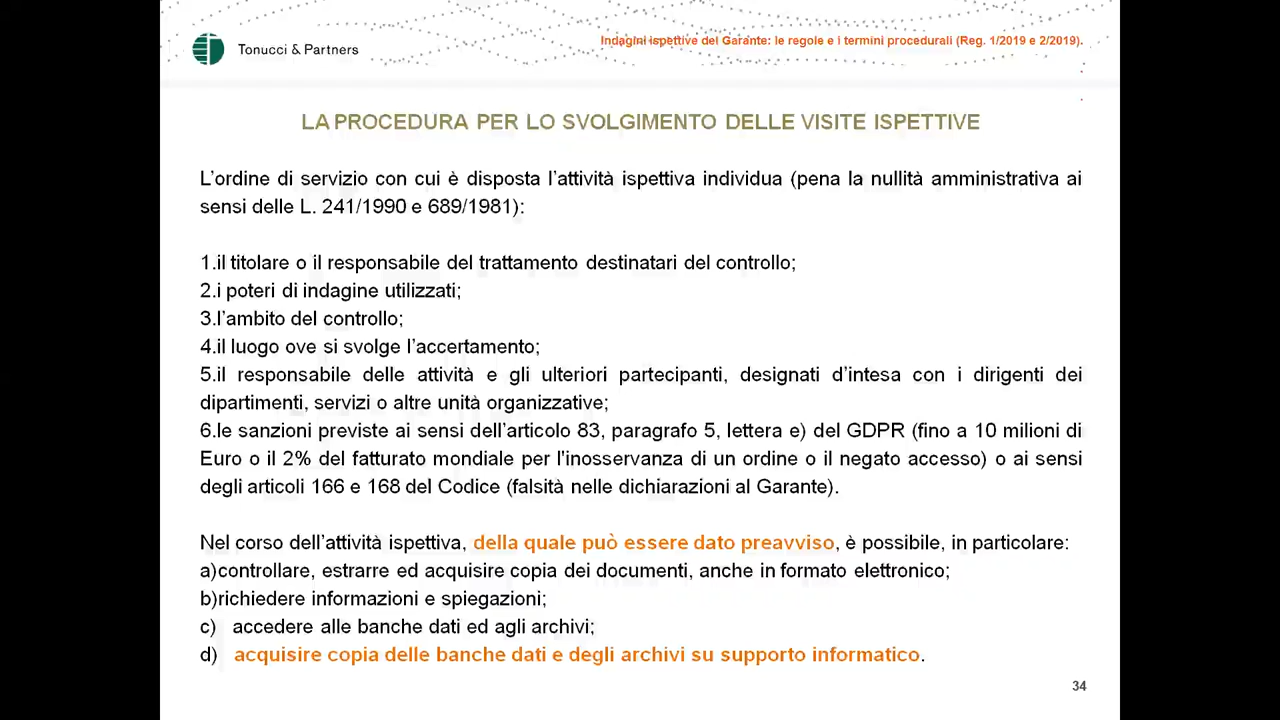 Tonucci & Partners
Indagini ispettive del Garante: le regole e i termini procedurali (Reg. 1/2019 e 2/2019).
LA PROCEDURA PER LO SVOLGIMENTO DELLE VISITE ISPETTIVE
L’ordine di servizio con cui è disposta l’attività ispettiva individua (pena la nullità amministrativa ai
sensi delle L. 241/1990 e 689/1981):
1.il titolare o il responsabile del trattamento destinatari del controllo;
2.i poteri di indagine utilizzati;
3.l’ambito del controllo;
4.il luogo ove si svolge l’accertamento;
5.il responsabile delle attività e gli ulteriori partecipanti, designati d’intesa con i dirigenti dei
dipartimenti, servizi o altre unità organizzative;
6.le sanzioni previste ai sensi dell’articolo 83, paragrafo 5, lettera e) del GDPR (fino a 10 milioni di
Euro o il 2% del fatturato mondiale per l'inosservanza di un ordine o il negato accesso) o ai sensi
degli articoli 166 e 168 del Codice (falsità nelle dichiarazioni al Garante).
Nel corso dell’attività ispettiva, della quale può essere dato preavviso, è possibile, in particolare:
a)controllare, estrarre ed acquisire copia dei documenti, anche in formato elettronico;
b)richiedere informazioni e spiegazioni;
c) accedere alle banche dati ed agli archivi;
d) acquisire copia delle banche dati e degli archivi su supporto informatico.
34